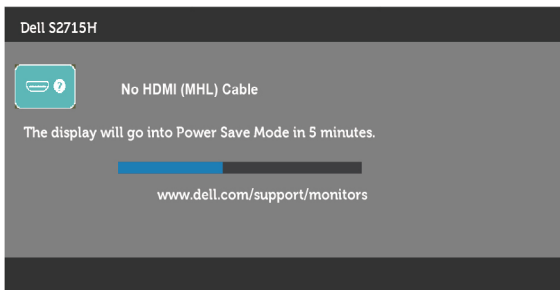 Dell S2715H
?
No HDMI (MHL) Cable
The display will go into Power Save Mode in 5 minutes.
www.dell.com/support/monitors